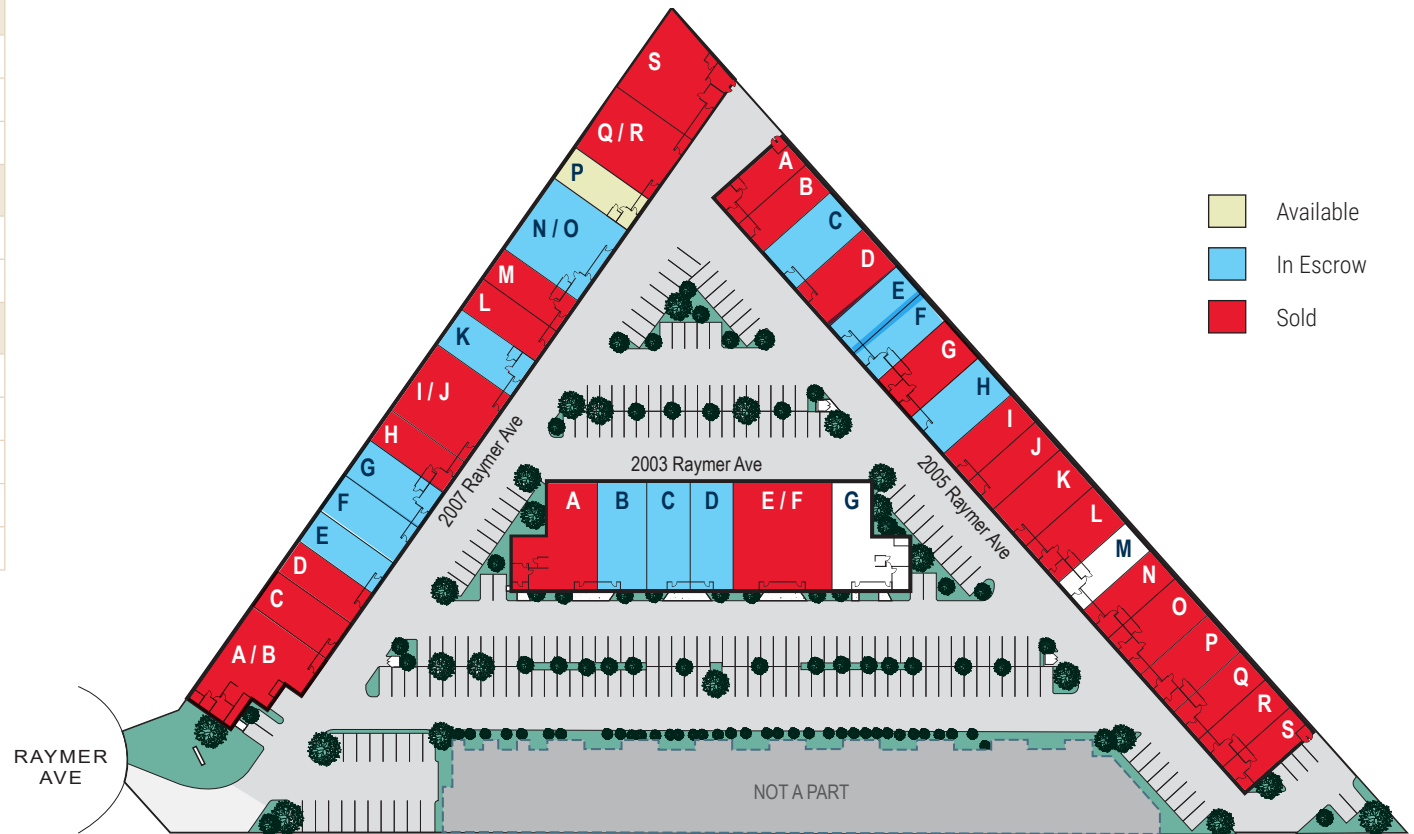 S
Q / R
P
N / O
M
L
K
I / J
H
G
F
E
D
C
A / B
2007 Raymer Ave
A
B
C
D
E
F
G
H
I
J
K
L
M
N
O
P
Q
R
S
2005 Raymer Ave
2003 Raymer Ave
A
B
C
D
E / F
G
Available
In Escrow
Sold
RAYMER
AVE
NOT A PART